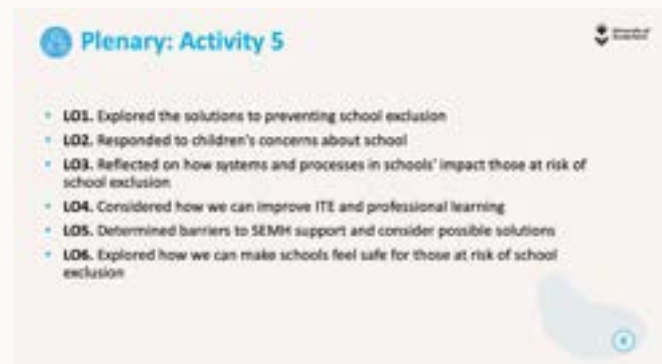 Plenary: Activity 5
University of
Sunderland
• LO1. Explored the solutions to preventing school exclusion
• LO2. Responded to children's concerns about school
• LO3. Reflected on how systems and processes in schools' impact those at risk of
school exclusion
• LO4. Considered how we can improve ITE and professional learning
• LO5. Determined barriers to SEMH support and consider possible solutions
• LO6. Explored how we can make schools feel safe for those at risk of school
exclusion